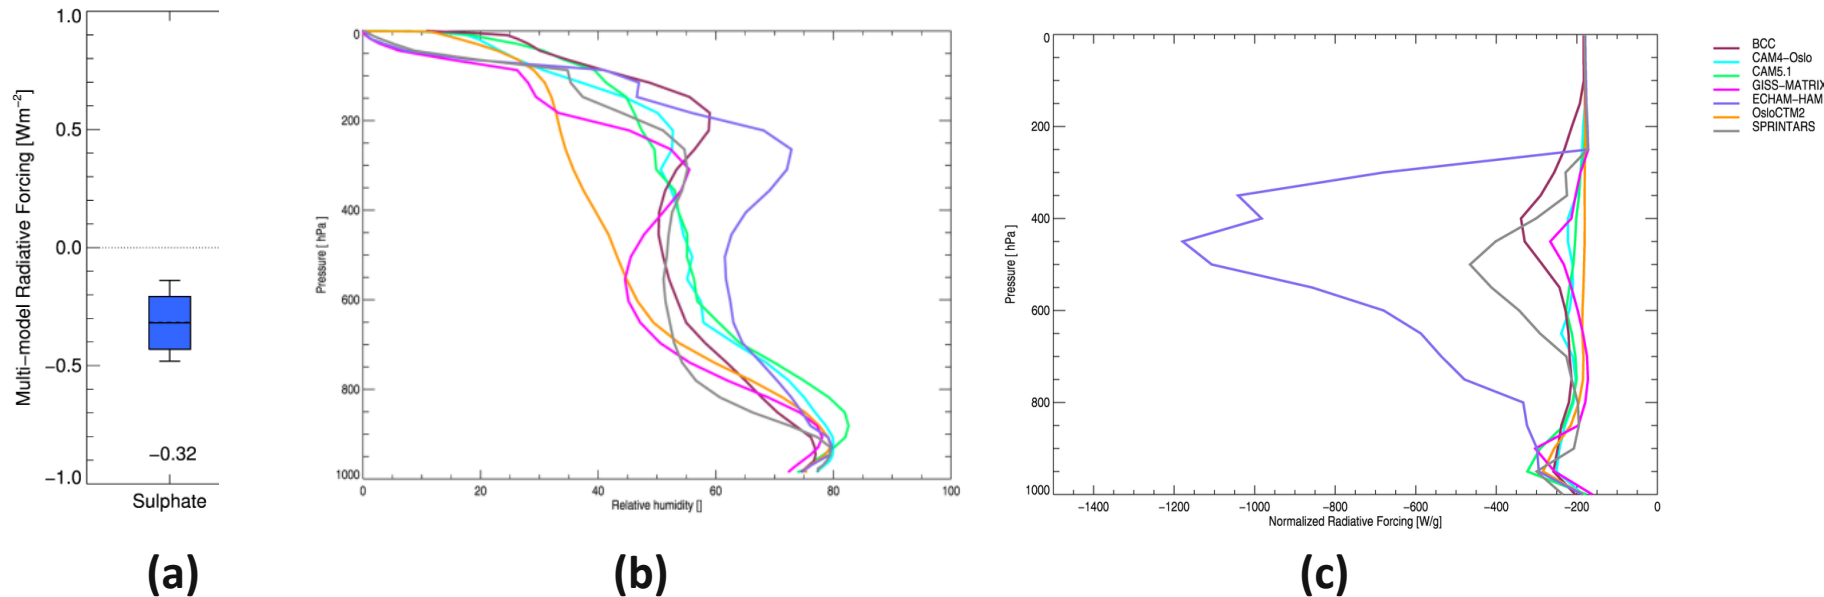 Multi−model Radiative Forcing [Wm−2]
1.0
0.5
0.0
−0.5
−1.0
−0.32
Sulphate
(a)
Pressure [ hPa]
0
200
400
600
800
1000
0 20 40 60 80 100
Relative humidity []
(b)
Pressure [ hPa]
0
200
400
600
800
1000
−1400 −1200 −1000 −800 −600 −400 −200 0
Normalized Radiative Forcing [W/g]
(c)
BCC
CAM4−Oslo
CAM5.1
GISS−MATRIX
ECHAM−HAM
OsloCTM2
SPRINTARS